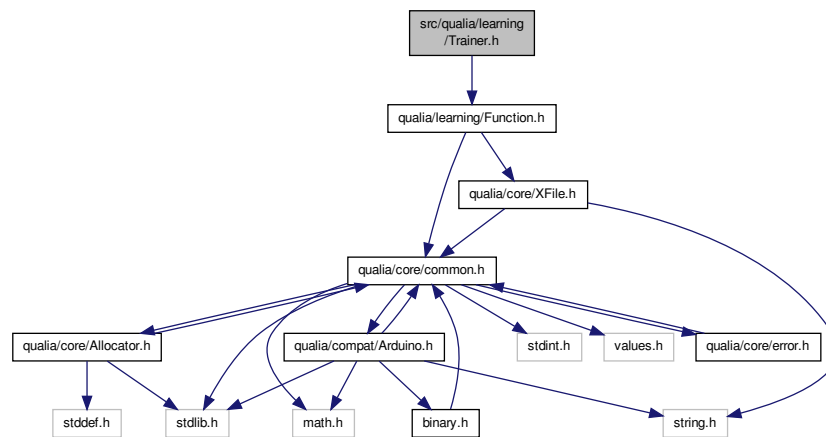 src/qualia/learning
/Trainer.h
qualia/learning/Function.h
qualia/core/XFile.h
qualia/core/common.h
qualia/core/Allocator.h
qualia/compat/Arduino.h
stdint.h
values.h
qualia/core/error.h
stddef.h
stdlib.h
math.h
binary.h
string.h